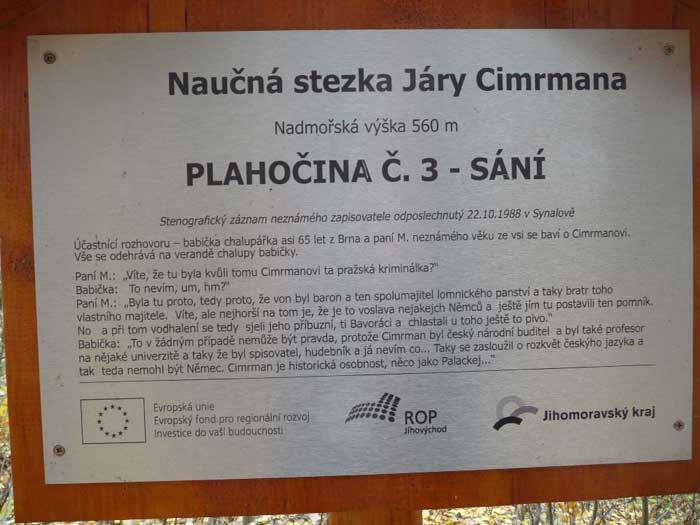 Naučná stezka Járy Cimrmana
Nadmořská výška 560 m
PLAHOČINA Č. 3 - SÁNÍ
Stenografický záznam neznámého zapisovatele odposlechnutý 22.10.1988 v Synalově
Účastníci rozhovoru – babička chalupářka asi 65 let z Brna a paní M. neznámého věku ze vsi se baví o Cimrmanovi.
Vše se odehrává na verandě chalupy babičky.
Paní M.: „Víte, že tu byla kvůli tomu Cimrmanovi ta pražská kriminálka?“
Babička: To nevím, um, hm?“
Paní M.: „Byla tu proto, tedy proto, že von byl baron a ten spolumajitel lomnického panství a taky bratr toho
vlastního majitele. Víte, ale nejhorší na tom je, že je to voslava nejakejch Němců a ještě jim tu postavili ten pomník.
No a při tom vodhalení se tedy sjeli jeho příbuzní, ti Bavoráci a chlastali u toho ještě to pivo.“
Babička: „To v žádným případě nemůže být pravda, protože Cimrman byl český národní buditel a byl také profesor
na nějaké univerzitě a taky že byl spisovatel, hudebník a já nevím co... Taky se zasloužil o rozkvět českýho jazyka a
tak teda nemohl být Němec. Cimrman je historická osobnost, něco jako Palackej...“
Evropská unie
Evropský fond pro regionální rozvoj
Investice do vaší budoucnosti
ROP
Jihovýchod
Jihomoravský kraj